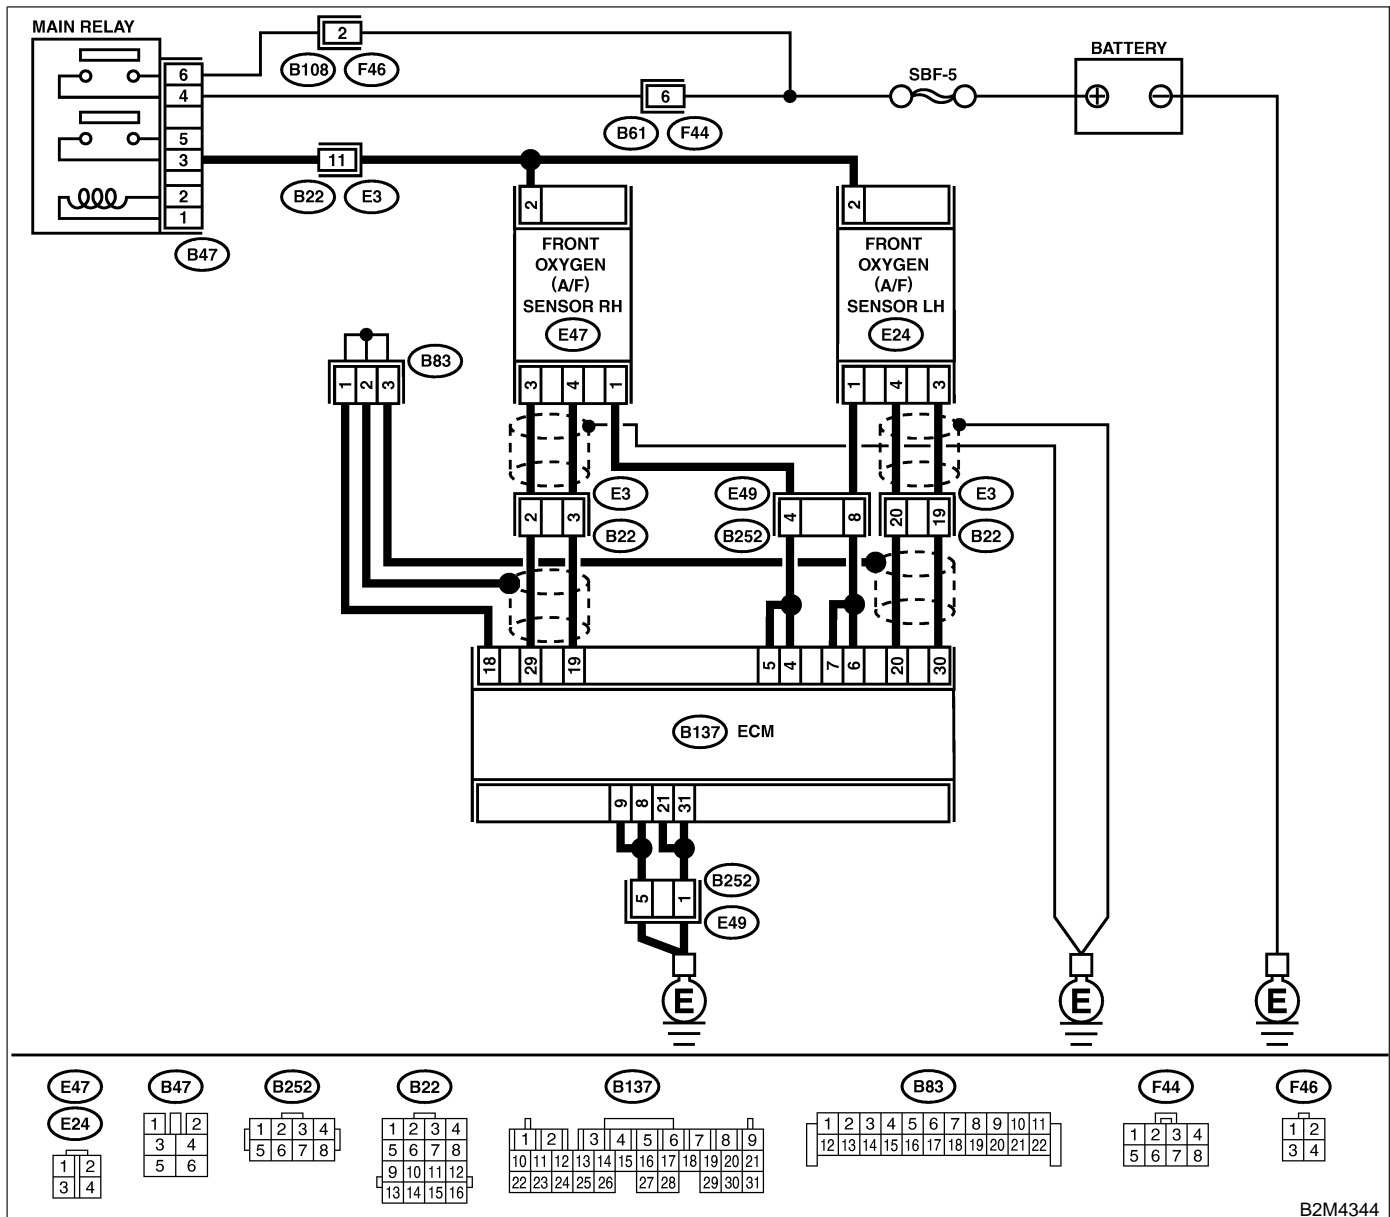 MAIN RELAY
2
B108 F46
6
4
5
3
2
1
B47
11
B22 E3
6
B61 F44
SBF-5
BATTERY
2
FRONT
OXYGEN
(A/F)
SENSOR RH
E47
3 4 1
2
FRONT
OXYGEN
(A/F)
SENSOR LH
E24
1 4 3
B83
1 2 3
E3
2 3
B22
E49
4 8
B252
E3
20 19
B22
18 29 19 5 4 7 6 20 30
B137 ECM
9 8 21 31
B252
5 1
E49
E
E
E
E47
E24
1 2
3 4
B47
1 2
3 4
5 6
B252
1 2 3 4
5 6 7 8
B22
1 2 3 4
5 6 7 8
9 10 11 12
13 14 15 16
B137
1 2 3 4 5 6 7 8 9
10 11 12 13 14 15 16 17 18 19 20 21
22 23 24 25 26 27 28 29 30 31
B83
1 2 3 4 5 6 7 8 9 10 11
12 13 14 15 16 17 18 19 20 21 22
F44
1 2 3 4
5 6 7 8
F46
1 2
3 4
B2M4344